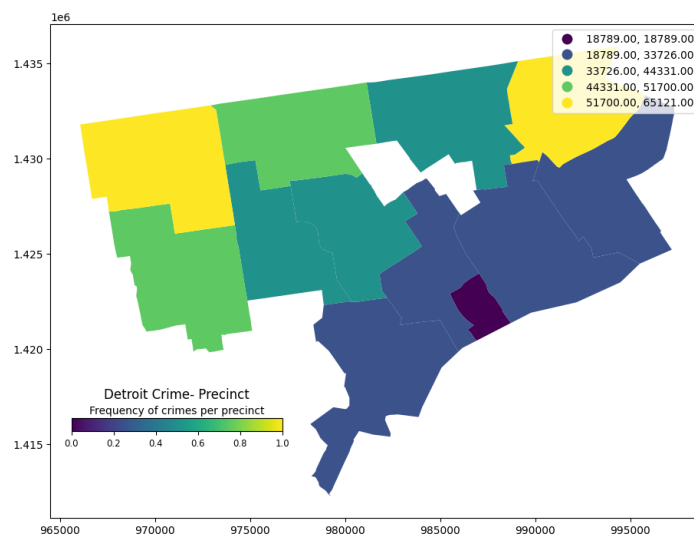 1e6
18789.00, 18789.00
18789.00, 33726.00
33726.00, 44331.00
44331.00, 51700.00
51700.00, 65121.00
1.435
1.430
1.425
1.420
1.415
Detroit Crime- Precinct
Frequency of crimes per precinct
0.0 0.2 0.4 0.6 0.8 1.0
965000 970000 975000 980000 985000 990000 995000